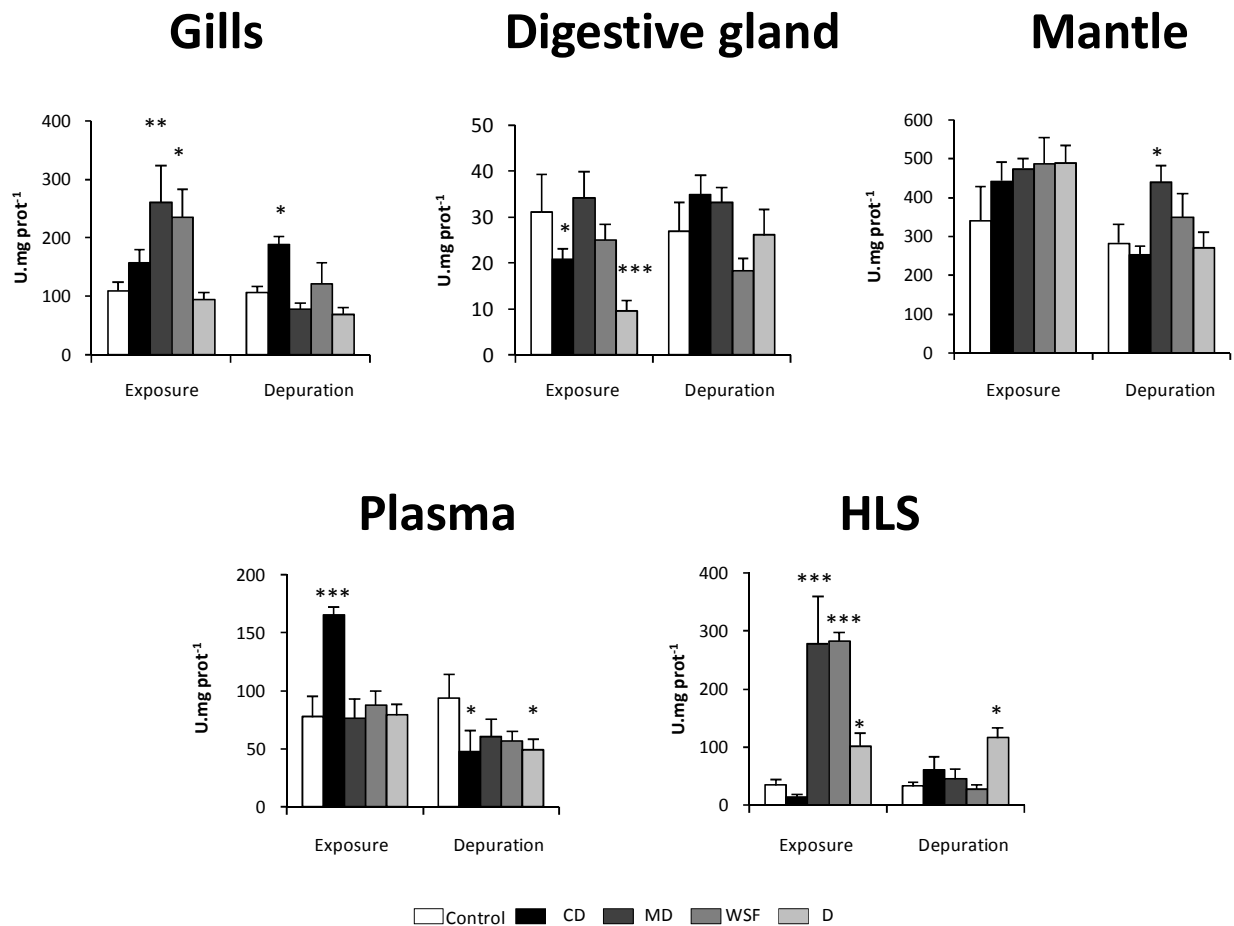 Gills
Digestive gland
Mantle
U.mg prot-1
400
300
200
100
0
**
*
*
Exposure
Depuration
U.mg prot-1
50
40
30
20
10
0
*
***
Exposure
Depuration
U.mg prot-1
600
500
400
300
200
100
0
*
Exposure
Depuration
Plasma
HLS
U.mg prot-1
200
150
100
50
0
***
*
*
Exposure
Depuration
U.mg prot-1
400
300
200
100
0
***
***
*
*
Exposure
Depuration
Control CD MD WSF D